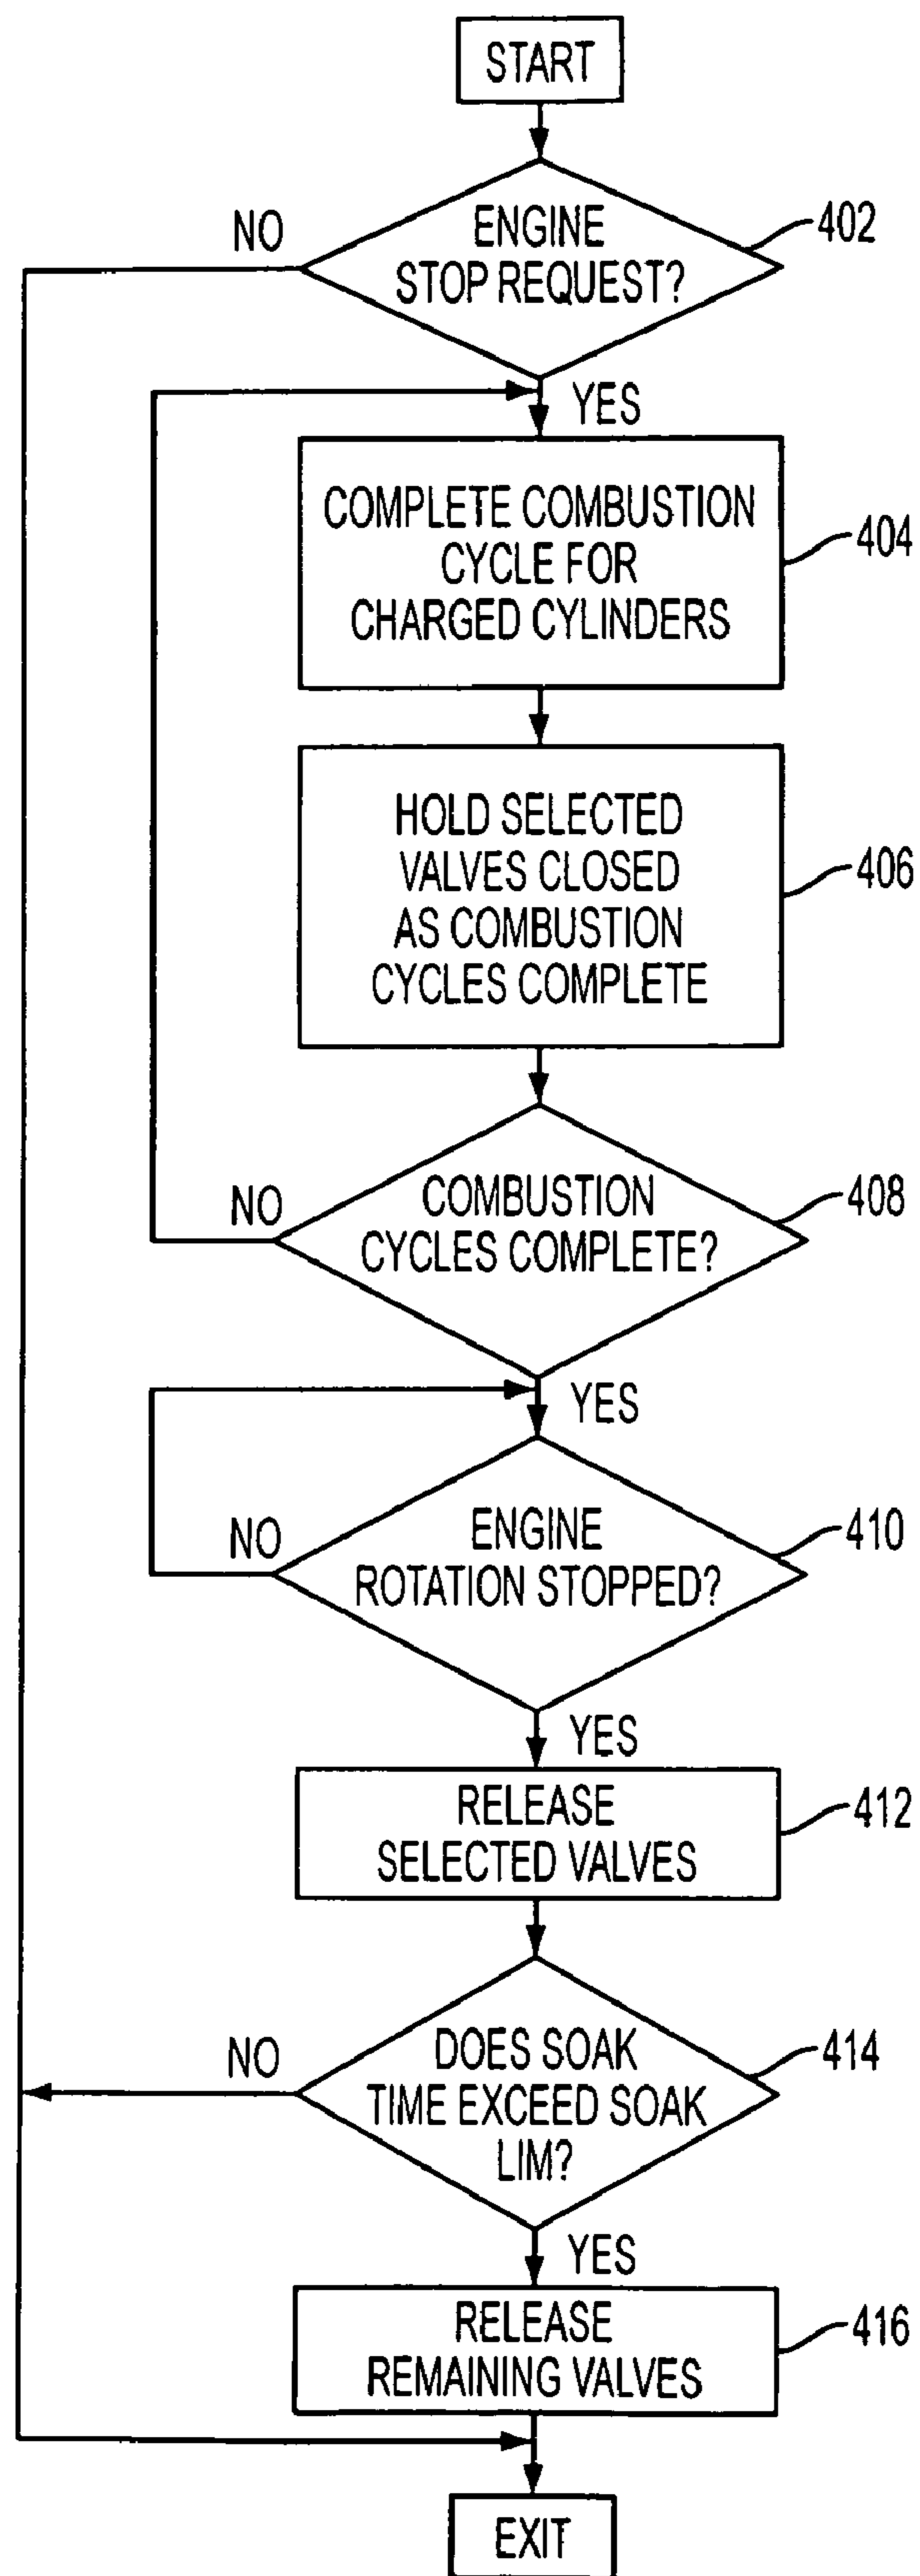 START
ENGINE
STOP REQUEST?
402
NO
YES
COMPLETE COMBUSTION
CYCLE FOR
CHARGED CYLINDERS
404
HOLD SELECTED
VALVES CLOSED
AS COMBUSTION
CYCLES COMPLETE
406
COMBUSTION
CYCLES COMPLETE?
408
NO
YES
ENGINE
ROTATION STOPPED?
410
NO
YES
RELEASE
SELECTED VALVES
412
DOES SOAK
TIME EXCEED SOAK
LIM?
414
NO
YES
RELEASE
REMAINING VALVES
416
EXIT